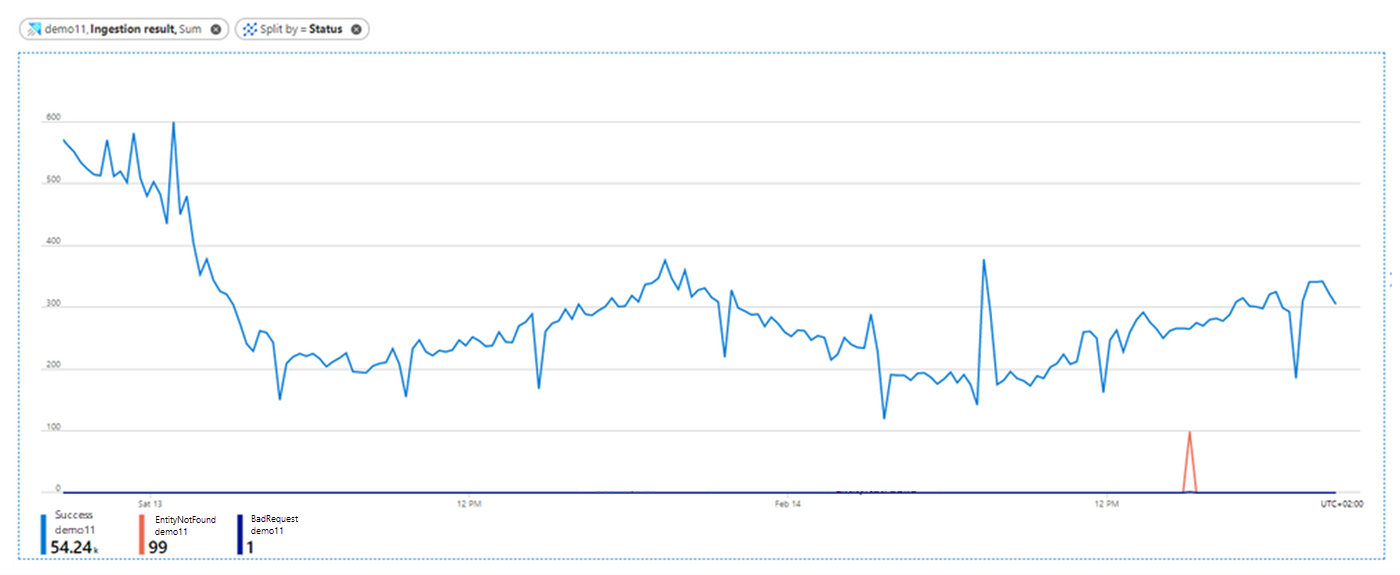 demo11, Ingestion result, Sum
Split by = Status
600
500
400
300
200
100
0
Sat 13
12 PM
Feb 14
12 PM
UTC+02:00
Success
demo11
54.24 k
EntityNotFound
demo11
99
BadRequest
demo11
1